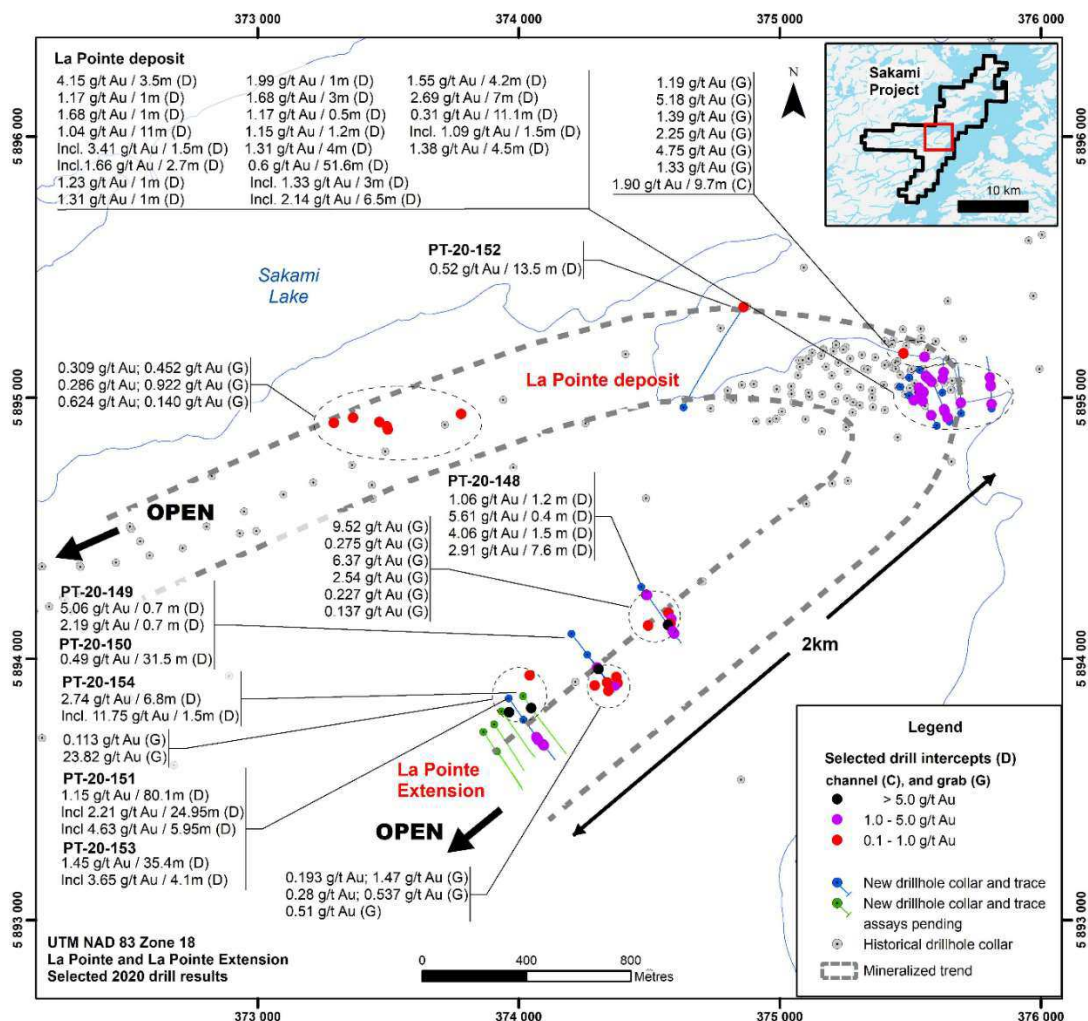 373 000
374 000
375 000
376 000
5 896 000
5 895 000
5 894 000
5 893 000
La Pointe deposit
4.15 g/t Au / 3.5m (D)
1.17 g/t Au / 1m (D)
1.68 g/t Au / 1m (D)
1.04 g/t Au / 11m (D)
Incl. 3.41 g/t Au / 1.5m (D)
Incl.1.66 g/t Au / 2.7m (D)
1.23 g/t Au / 1m (D)
1.31 g/t Au / 1m (D)
1.99 g/t Au / 1m (D)
1.68 g/t Au / 3m (D)
1.17 g/t Au / 0.5m (D)
1.15 g/t Au / 1.2m (D)
1.31 g/t Au / 4m (D)
0.6 g/t Au / 51.6m (D)
Incl. 1.33 g/t Au / 3m (D)
Incl. 2.14 g/t Au / 6.5m (D)
1.55 g/t Au / 4.2m (D)
2.69 g/t Au / 7m (D)
0.31 g/t Au / 11.1m (D)
Incl. 1.09 g/t Au / 1.5m (D)
1.38 g/t Au / 4.5m (D)
1.19 g/t Au (G)
5.18 g/t Au (G)
1.39 g/t Au (G)
2.25 g/t Au (G)
4.75 g/t Au (G)
1.33 g/t Au (G)
1.90 g/t Au / 9.7m (C)
N
Sakami
Project
10 km
PT-20-152
0.52 g/t Au / 13.5 m (D)
Sakami
Lake
0.309 g/t Au; 0.452 g/t Au (G)
0.286 g/t Au; 0.922 g/t Au (G)
0.624 g/t Au; 0.140 g/t Au (G)
La Pointe deposit
OPEN
PT-20-148
1.06 g/t Au / 1.2 m (D)
5.61 g/t Au / 0.4 m (D)
4.06 g/t Au / 1.5 m (D)
2.91 g/t Au / 7.6 m (D)
9.52 g/t Au (G)
0.275 g/t Au (G)
6.37 g/t Au (G)
2.54 g/t Au (G)
0.227 g/t Au (G)
0.137 g/t Au (G)
PT-20-149
5.06 g/t Au / 0.7 m (D)
2.19 g/t Au / 0.7 m (D)
PT-20-150
0.49 g/t Au / 31.5 m (D)
PT-20-154
2.74 g/t Au / 6.8m (D)
Incl. 11.75 g/t Au / 1.5m (D)
0.113 g/t Au (G)
23.82 g/t Au (G)
PT-20-151
1.15 g/t Au / 80.1m (D)
Incl 2.21 g/t Au / 24.95m (D)
Incl 4.63 g/t Au / 5.95m (D)
PT-20-153
1.45 g/t Au / 35.4m (D)
Incl 3.65 g/t Au / 4.1m (D)
2km
La Pointe
Extension
OPEN
0.193 g/t Au; 1.47 g/t Au (G)
0.28 g/t Au; 0.537 g/t Au (G)
0.51 g/t Au (G)
Legend
Selected drill intercepts (D)
channel (C), and grab (G)
> 5.0 g/t Au
1.0 - 5.0 g/t Au
0.1 - 1.0 g/t Au
New drillhole collar and trace
New drillhole collar and trace
assays pending
Historical drillhole collar
Mineralized trend
UTM NAD 83 Zone 18
La Pointe and La Pointe Extension
Selected 2020 drill results
0
400
800
Metres
373 000
374 000
375 000
376 000
5 896 000
5 895 000
5 894 000
5 893 000